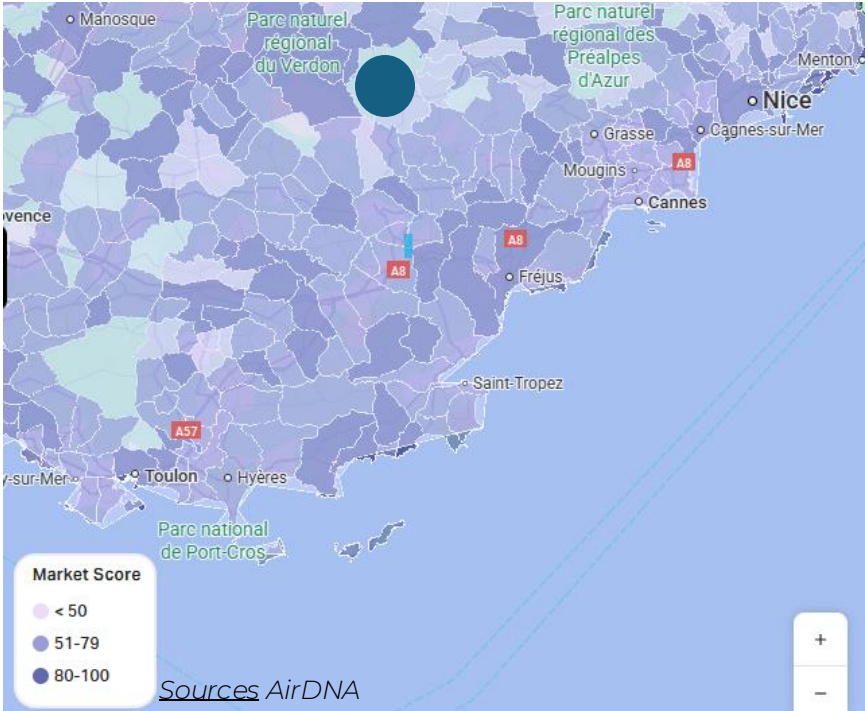 Manosque
Parc naturel
régional
du Verdon
Parc naturel
régional des
Préalpes
d'Azur
Menton
Nice
Grasse
Cagnes-sur-Mer
Mougins
A8
Cannes
ovence
A8
A8
Fréjus
Saint-Tropez
A57
y-sur-Mer
Toulon
Hyères
Parc national
de Port-Cros
Market Score
< 50
51-79
80-100
Sources AirDNA
+
−